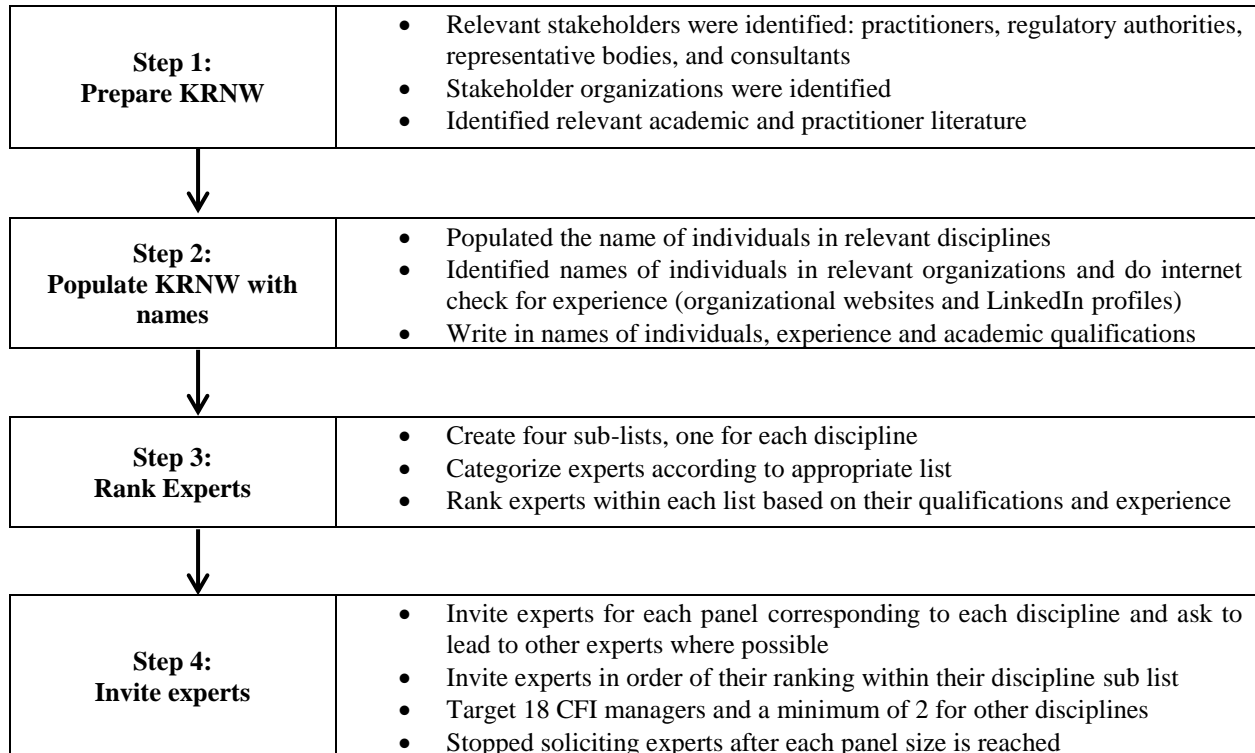 Step 1:
Prepare KRNW
• Relevant stakeholders were identified: practitioners, regulatory authorities,
representative bodies, and consultants
• Stakeholder organizations were identified
• Identified relevant academic and practitioner literature
Step 2:
Populate KRNW with
names
• Populated the name of individuals in relevant disciplines
• Identified names of individuals in relevant organizations and do internet
check for experience (organizational websites and LinkedIn profiles)
• Write in names of individuals, experience and academic qualifications
Step 3:
Rank Experts
• Create four sub-lists, one for each discipline
• Categorize experts according to appropriate list
• Rank experts within each list based on their qualifications and experience
Step 4:
Invite experts
• Invite experts for each panel corresponding to each discipline and ask to
lead to other experts where possible
• Invite experts in order of their ranking within their discipline sub list
• Target 18 CFI managers and a minimum of 2 for other disciplines
• Stopped soliciting experts after each panel size is reached